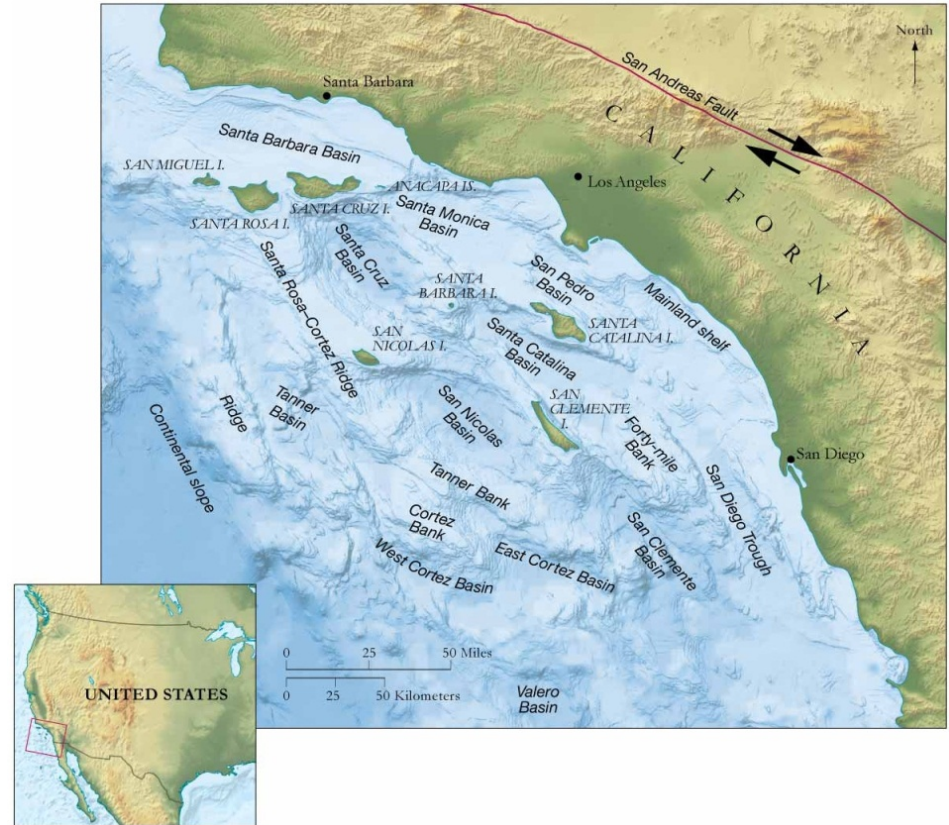 North
San Andreas Fault
CALIFORNIA
Santa Barbara
Santa Barbara Basin
SAN MIGUEL I.
SANTA ROSA I.
SANTA CRUZ I.
ANACAPA IS.
Los Angeles
Santa Monica
Basin
Santa Cruz
Basin
Santa Rosa–Cortez Ridge
SANTA
BARBARA I.
San Pedro
Basin
Mainland shelf
SANTA
CATALINA I.
Santa Catalina
Basin
SAN
NICOLAS I.
SAN
CLEMENTE
I.
Continental slope
Ridge
Tanner
Basin
San Nicolas
Basin
Forty-mile
Bank
San Diego
San Diego Trough
Tanner Bank
Cortez
Bank
West Cortez Basin
East Cortez Basin
San Clemente
Basin
0 25 50 Miles
0 25 50 Kilometers
Valero
Basin
UNITED STATES